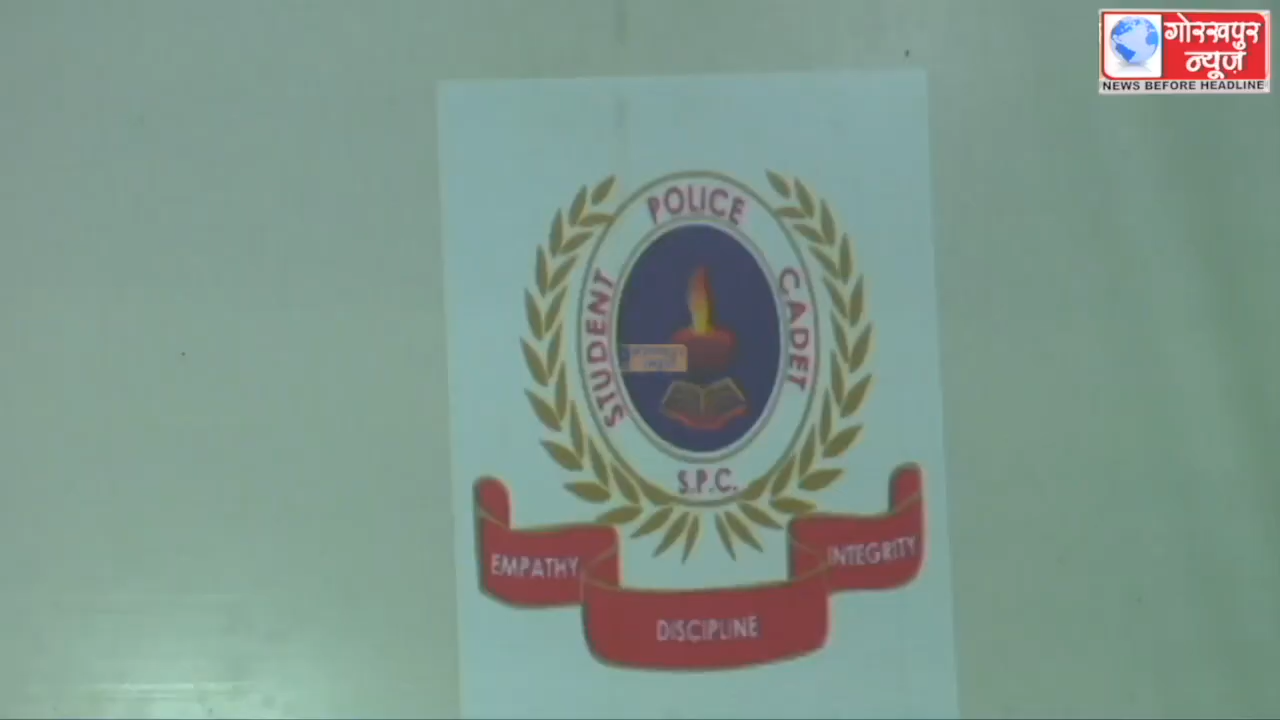 गोरखपुर
न्यूज़
NEWS BEFORE HEADLINE
STUDENT POLICE CADET
S.P.C.
EMPATHY
DISCIPLINE
INTEGRITY